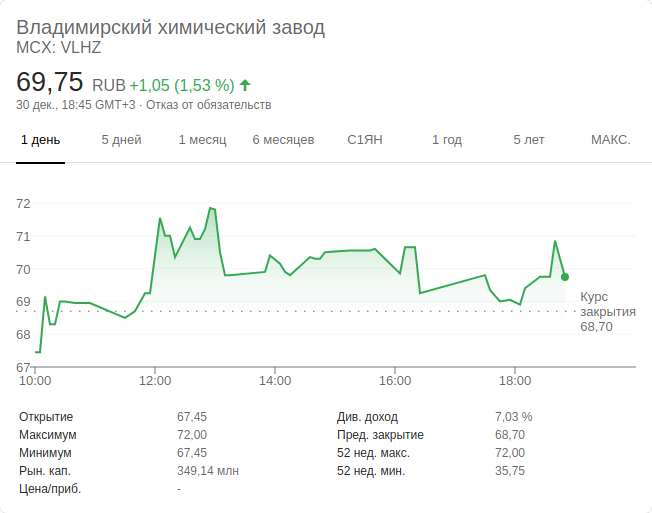 Владимирский химический завод
MCX: VLHZ
69,75 RUB +1,05 (1,53 %)
30 дек., 18:45 GMT+3 · Отказ от обязательств
1 день 5 дней 1 месяц 6 месяцев С1ЯН 1 год 5 лет МАКС.
72
71
70
69
68
67
Курс
закрытия
68,70
10:00 12:00 14:00 16:00 18:00
Открытие 67,45 Див. доход 7,03 %
Максимум 72,00 Пред. закрытие 68,70
Минимум 67,45 52 нед. макс. 72,00
Рын. кап. 349,14 млн 52 нед. мин. 35,75
Цена/приб. -